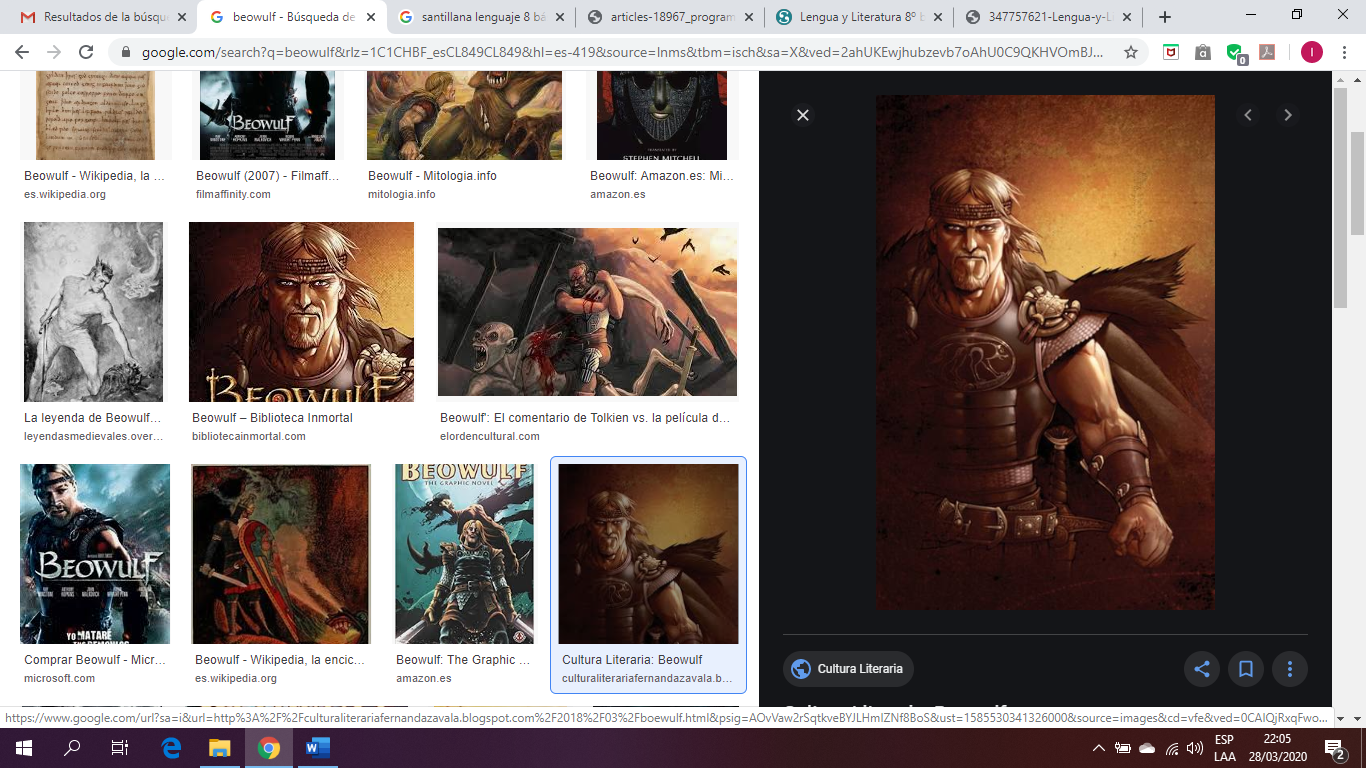 Resultados de la búsqu
beowulf - Búsqueda de
santillana lenguaje 8 bá
articles-18967_program
Lengua y Literatura 8º b
347757621-Lengua-y-L
google.com/search?q=beowulf&rlz=1C1CHBF_esCL849CL849&hl=es-419&source=lnms&tbm=isch&sa=X&ved=2ahUKEwjhubzevb7oAhU0C9QKHVOmBJ...
0
I
BEOWULF
STEPHEN MITCHELL
Beowulf - Wikipedia, la ...
es.wikipedia.org
Beowulf (2007) - Filmaff...
filmaffinity.com
Beowulf - Mitologia.info
mitologia.info
Beowulf: Amazon.es: Mi...
amazon.es
BEOWULF
La leyenda de Beowulf...
leyendasmedievales.over...
Beowulf – Biblioteca Inmortal
bibliotecainmortal.com
Beowulf': El comentario de Tolkien vs. la película d...
elordencultural.com
BEOWULF
YO MATARÉ
BEOWULF
THE GRAPHIC NOVEL
Comprar Beowulf - Micr...
microsoft.com
Beowulf - Wikipedia, la encic...
es.wikipedia.org
Beowulf: The Graphic ...
amazon.es
Cultura Literaria: Beowulf
culturaliterariafernandazavala.b...
Cultura Literaria
https://www.google.com/url?sa=i&url=http%3A%2F%2Fculturaliterariafernandazavala.blogspot.com%2F2018%2F03%2Fboewulf.html&psig=AOvVaw2rSqtkveBYJLHmIZNf8BoS&ust=1585530341326000&source=images&cd=vfe&ved=0CAIQjRxqFwo...
ESP
LAA
22:05
28/03/2020
2